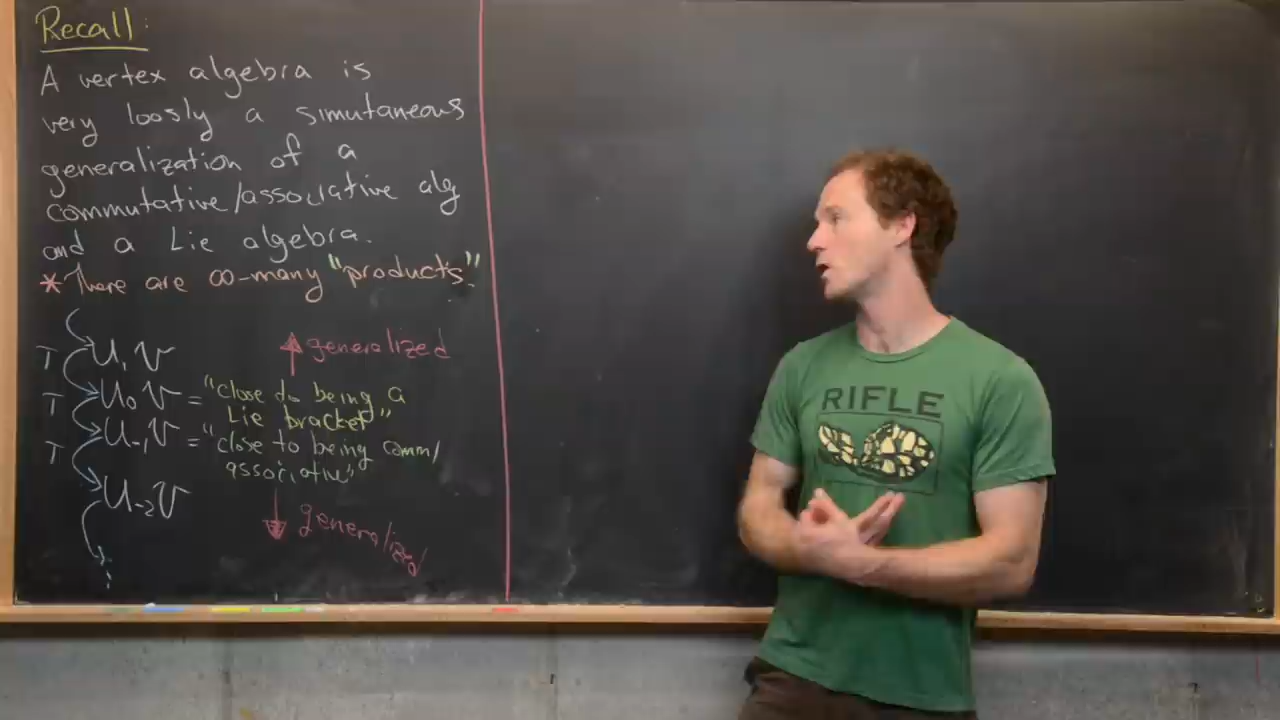 Recall:
A vertex algebra is
very loosly a simutaneous
generalization of a
commutative/associative alg
and a Lie algebra.
*There are ∞-many "products".
T U₁V ↑ generalized
T U₀V = "close do being a
Lie bracket"
T U₋₁V = "close to being comm/
associative"
U₋₂V
↓ generalized
⋮
RIFLE